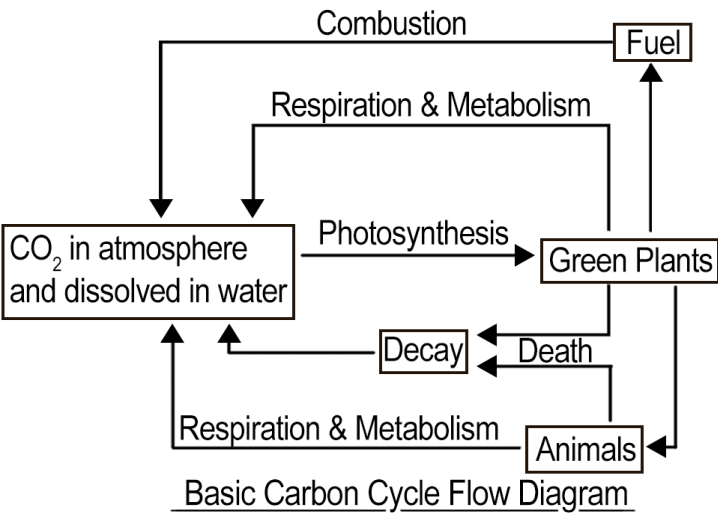 Combustion
Fuel
Respiration & Metabolism
Photosynthesis
CO₂ in atmosphere
and dissolved in water
Green Plants
Decay
Death
Respiration & Metabolism
Animals
Basic Carbon Cycle Flow Diagram